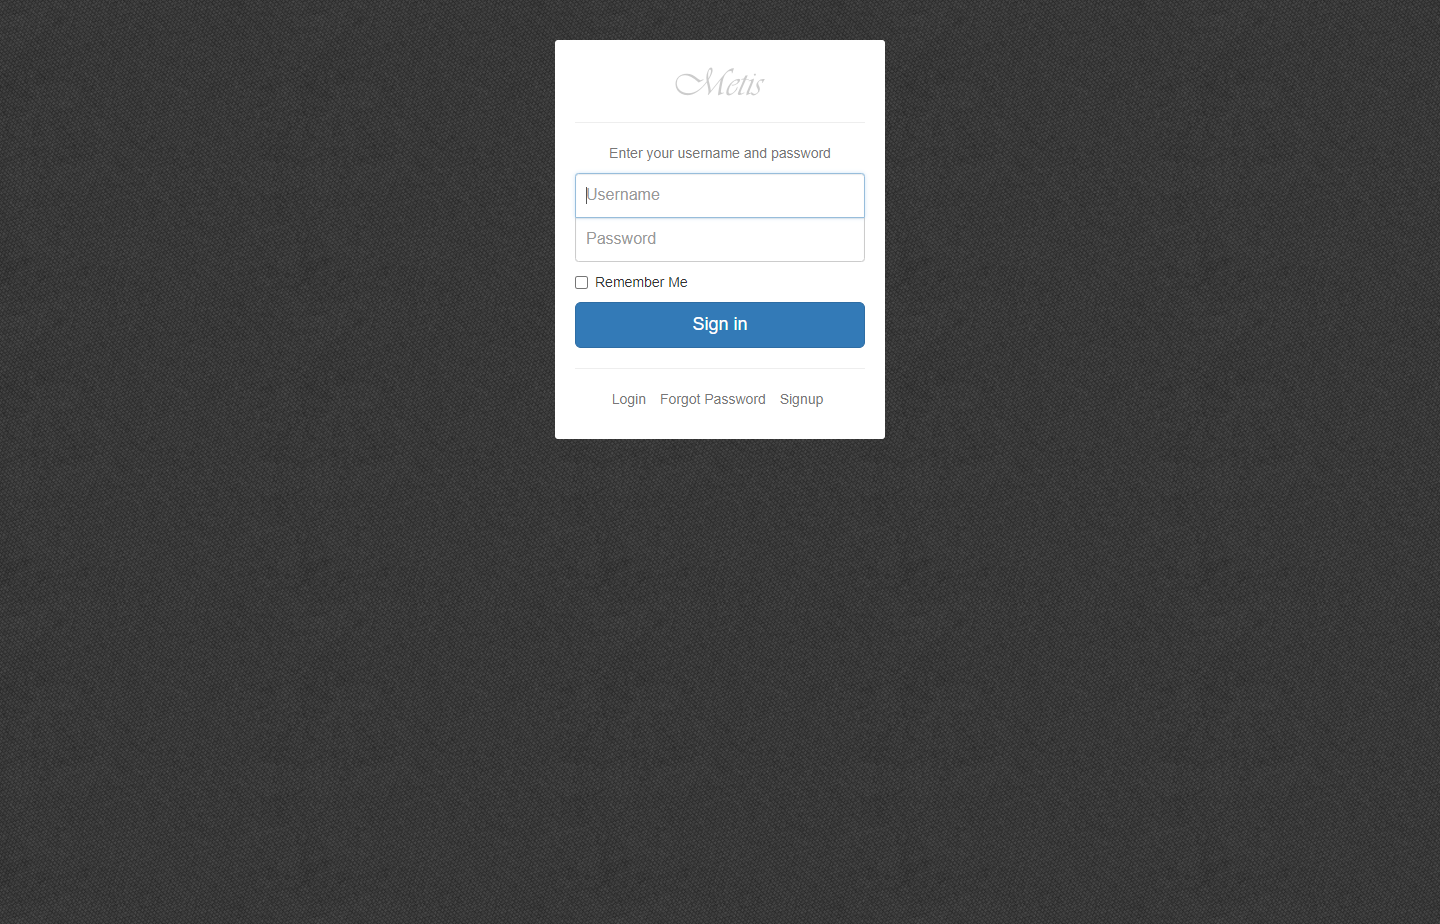 Metis
Enter your username and password
Username
Password
Remember Me
Sign in
Login Forgot Password Signup